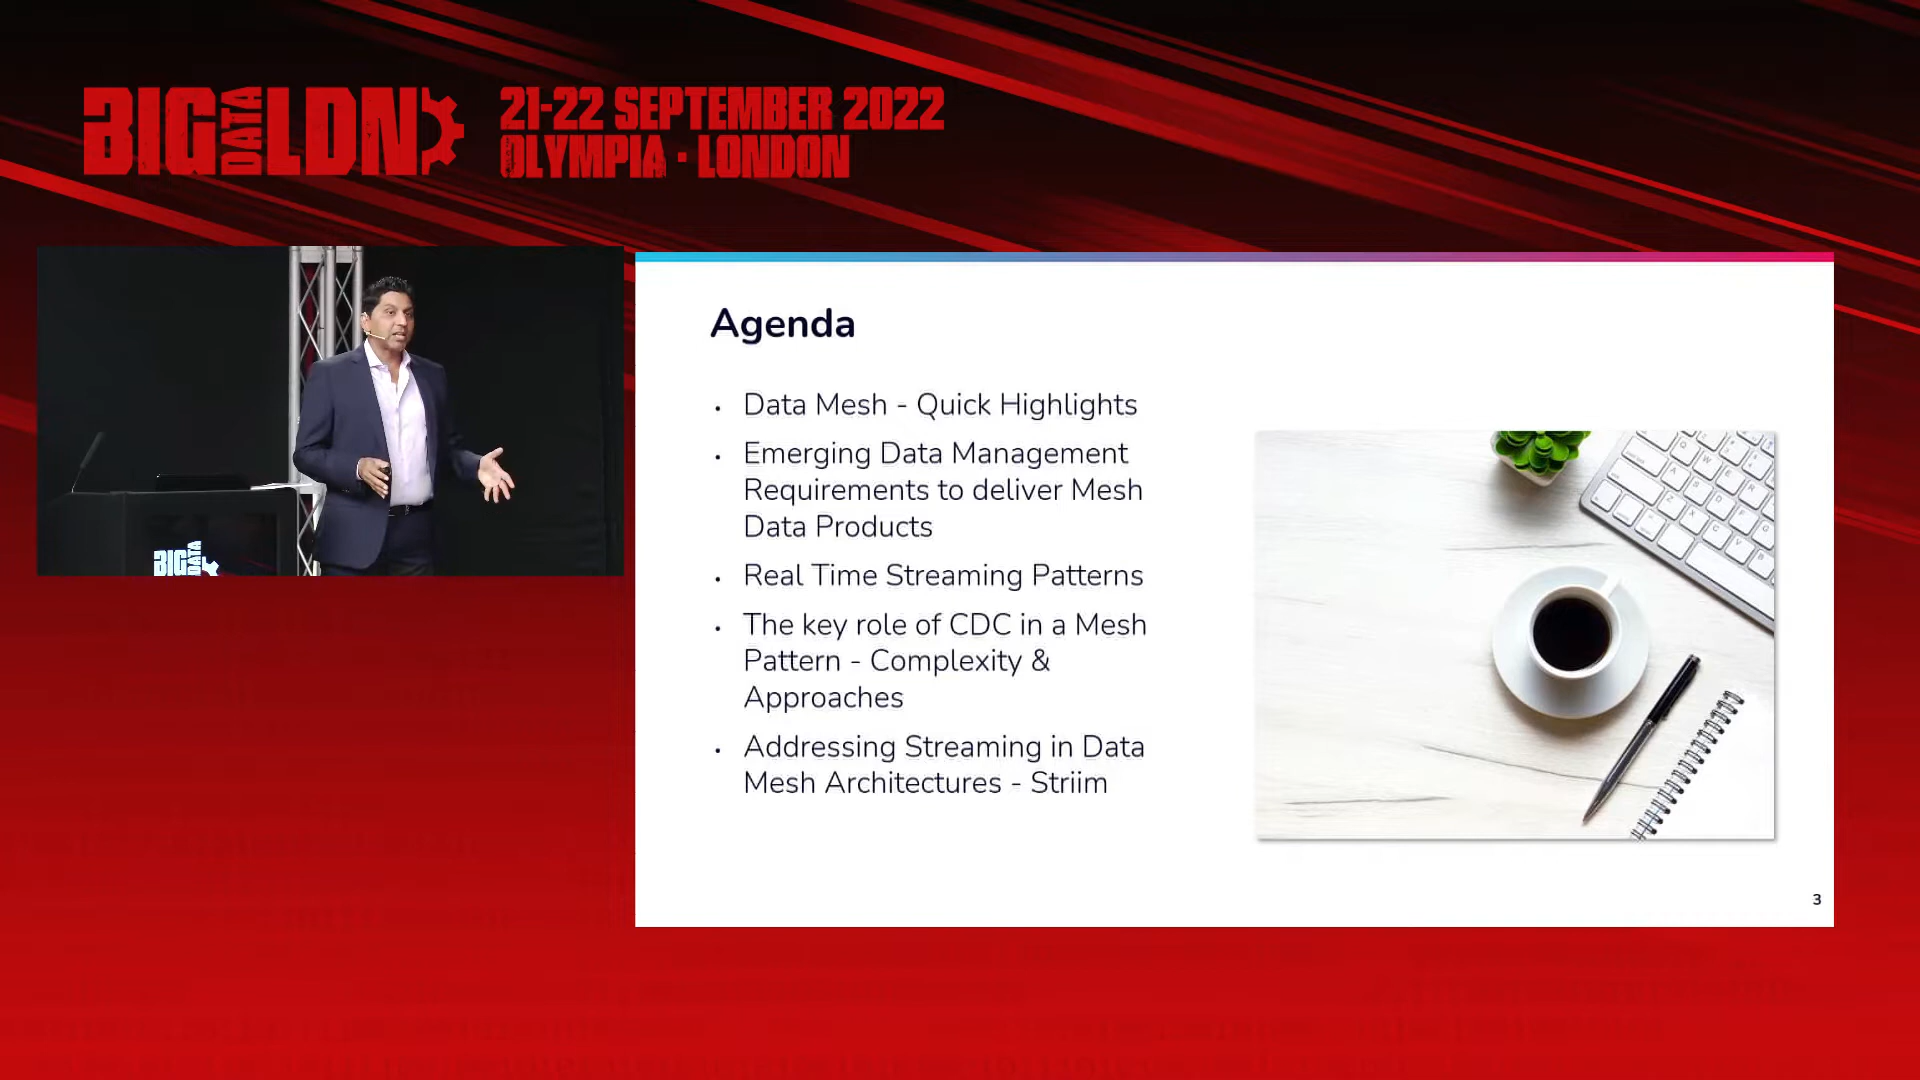 BIG DATA LDN
21-22 SEPTEMBER 2022
OLYMPIA · LONDON
BIG DATA
Agenda
• Data Mesh - Quick Highlights
• Emerging Data Management
Requirements to deliver Mesh
Data Products
• Real Time Streaming Patterns
• The key role of CDC in a Mesh
Pattern - Complexity &
Approaches
• Addressing Streaming in Data
Mesh Architectures - Striim
3